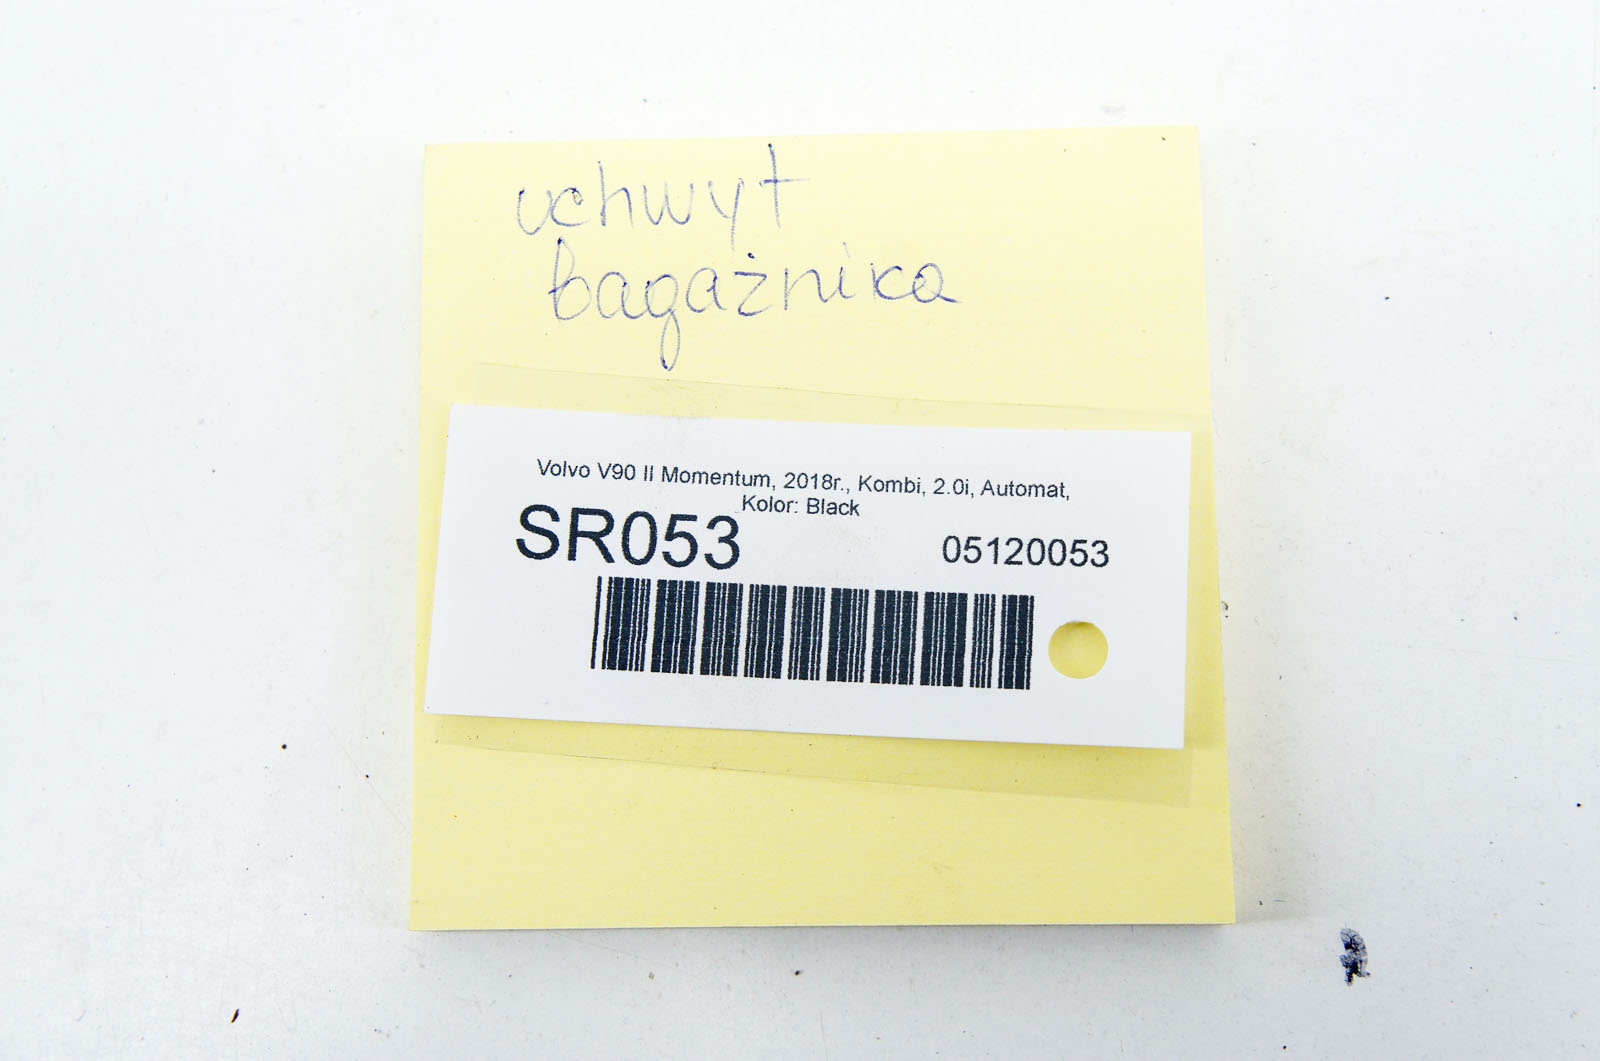 uchwyt
bagażnika
Volvo V90 II Momentum, 2018r., Kombi, 2.0i, Automat,
Kolor: Black
SR053
05120053